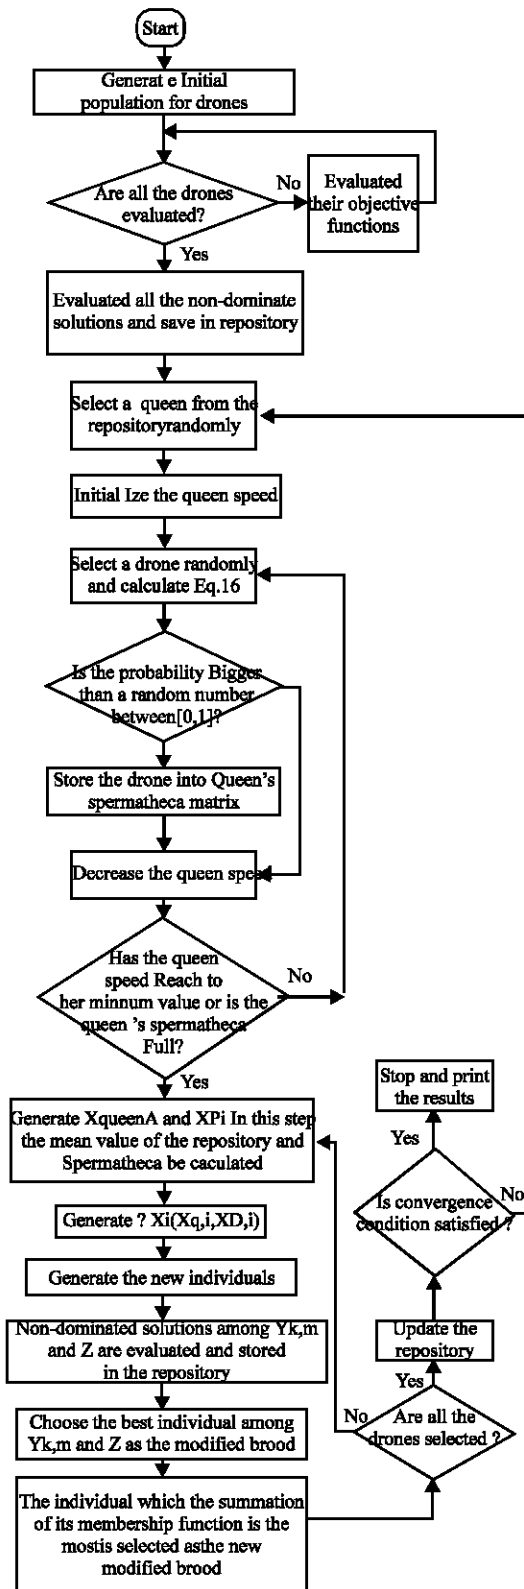 Start
Generat e Initial
population for drones
Are all the drones
evaluated?
No
Evaluated
their objective
functions
Yes
Evaluated all the non-dominate
solutions and save in repository
Select a queen from the
repositoryrandomly
Initial Ize the queen speed
Select a drone randomly
and calculate Eq.16
Is the probability Bigger
than a random number
between[0,1]?
Store the drone into Queen's
spermatheca matrix
Decrease the queen speed
Has the queen
speed Reach to
her minnum value or is the
queen 's spermatheca
Full?
No
Yes
Generate XqueenA and XPi In this step
the mean value of the repository and
Spermatheca be caculated
Generate ? Xi(Xq,i,XD,i)
Generate the new individuals
Non-dominated solutions among Yk,m
and Z are evaluated and stored
in the repository
Choose the best individual among
Yk,m and Z as the modified brood
The individual which the summation
of its membership function is the
mostis selected asthe new
modified brood
Are all the
drones selected ?
No
Yes
Update the
repository
Is convergence
condition satisfied ?
No
Yes
Stop and print
the results